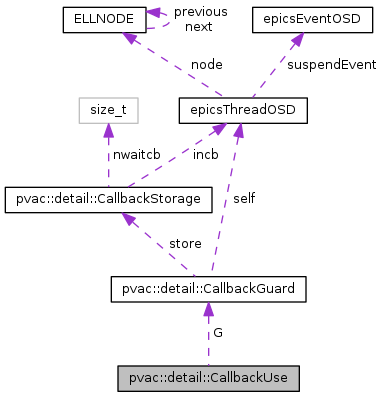 previous
ELLNODE
epicsEventOSD
next
node
suspendEvent
size_t
epicsThreadOSD
nwaitcb
incb
pvac::detail::CallbackStorage
self
store
pvac::detail::CallbackGuard
G
pvac::detail::CallbackUse